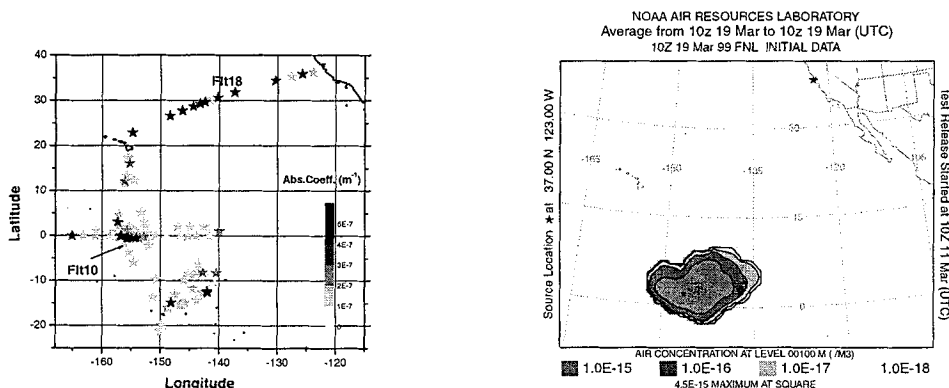 40
30
20
10
0
-10
-20
-160
-150
-140
-130
-120
Latitude
Longitude
Flt18
Flt10
Abs.Coeff. (m⁻¹)
6E-7
4E-7
3E-7
2E-7
1E-7
0
NOAA AIR RESOURCES LABORATORY
Average from 10z 19 Mar to 10z 19 Mar (UTC)
10Z 19 Mar 99 FNL INITIAL DATA
Source Location ★ at 37.00 N 123.00 W
test Release Started at 10Z 11 Mar (UTC)
30
-165
-150
-135
-120
-105
15
0
AIR CONCENTRATION AT LEVEL 00100 M ( /M3)
1.0E-15
1.0E-16
1.0E-17
1.0E-18
4.5E-15 MAXIMUM AT SQUARE